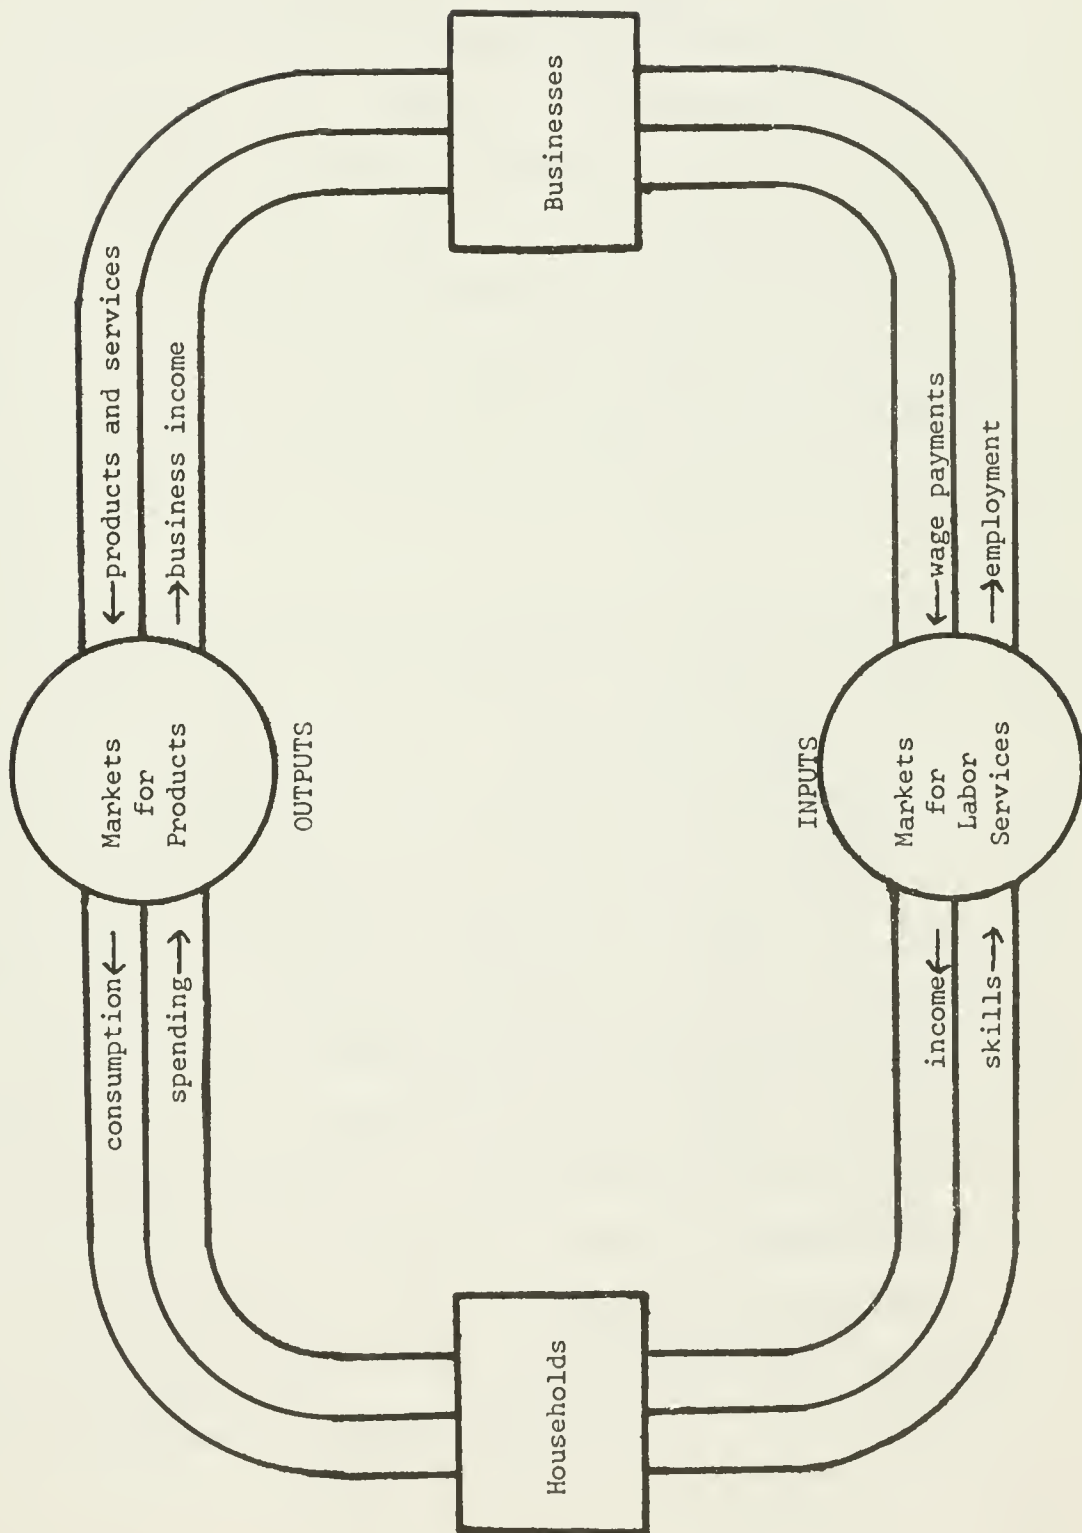 Markets
for
Products
OUTPUTS
consumption←
spending→
←products and services
→business income
Households
Businesses
INPUTS
Markets
for
Labor
Services
income←
skills→
←wage payments
→employment